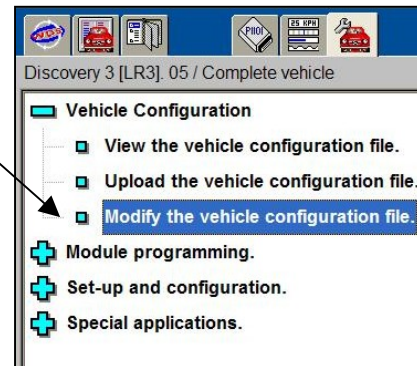 PIlOT
25 KPH
Discovery 3 [LR3]. 05 / Complete vehicle
Vehicle Configuration
View the vehicle configuration file.
Upload the vehicle configuration file.
Modify the vehicle configuration file.
Module programming.
Set-up and configuration.
Special applications.